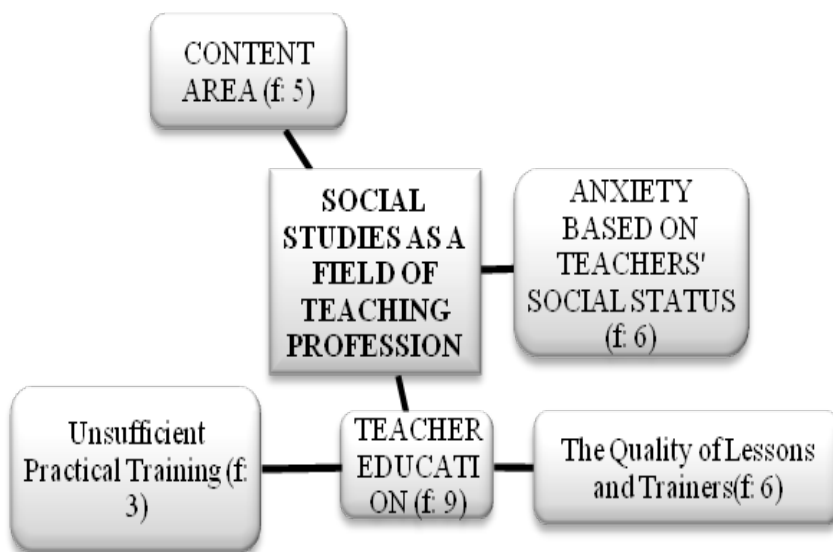 CONTENT
AREA (f: 5)
SOCIAL
STUDIES AS A
FIELD OF
TEACHING
PROFESSION
ANXIETY
BASED ON
TEACHERS'
SOCIAL STATUS
(f: 6)
Unsufficient
Practical Training (f:
3)
TEACHER
EDUCATI
ON (f: 9)
The Quality of Lessons
and Trainers(f: 6)